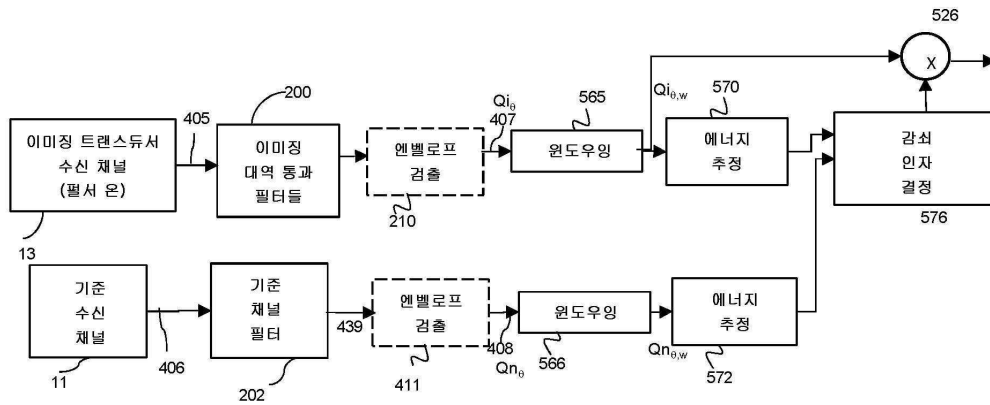 526
X
200
405
이미징 트랜스듀서
수신 채널
(펄서 온)
13
이미징
대역 통과
필터들
엔벨로프
검출
210
Qiθ
407
565
윈도우잉
Qiθ,w
570
에너지
추정
감쇠
인자
결정
576
기준
수신
채널
11
406
기준
채널
필터
202
439
엔벨로프
검출
411
408
Qnθ
윈도우잉
566
Qnθ,w
에너지
추정
572